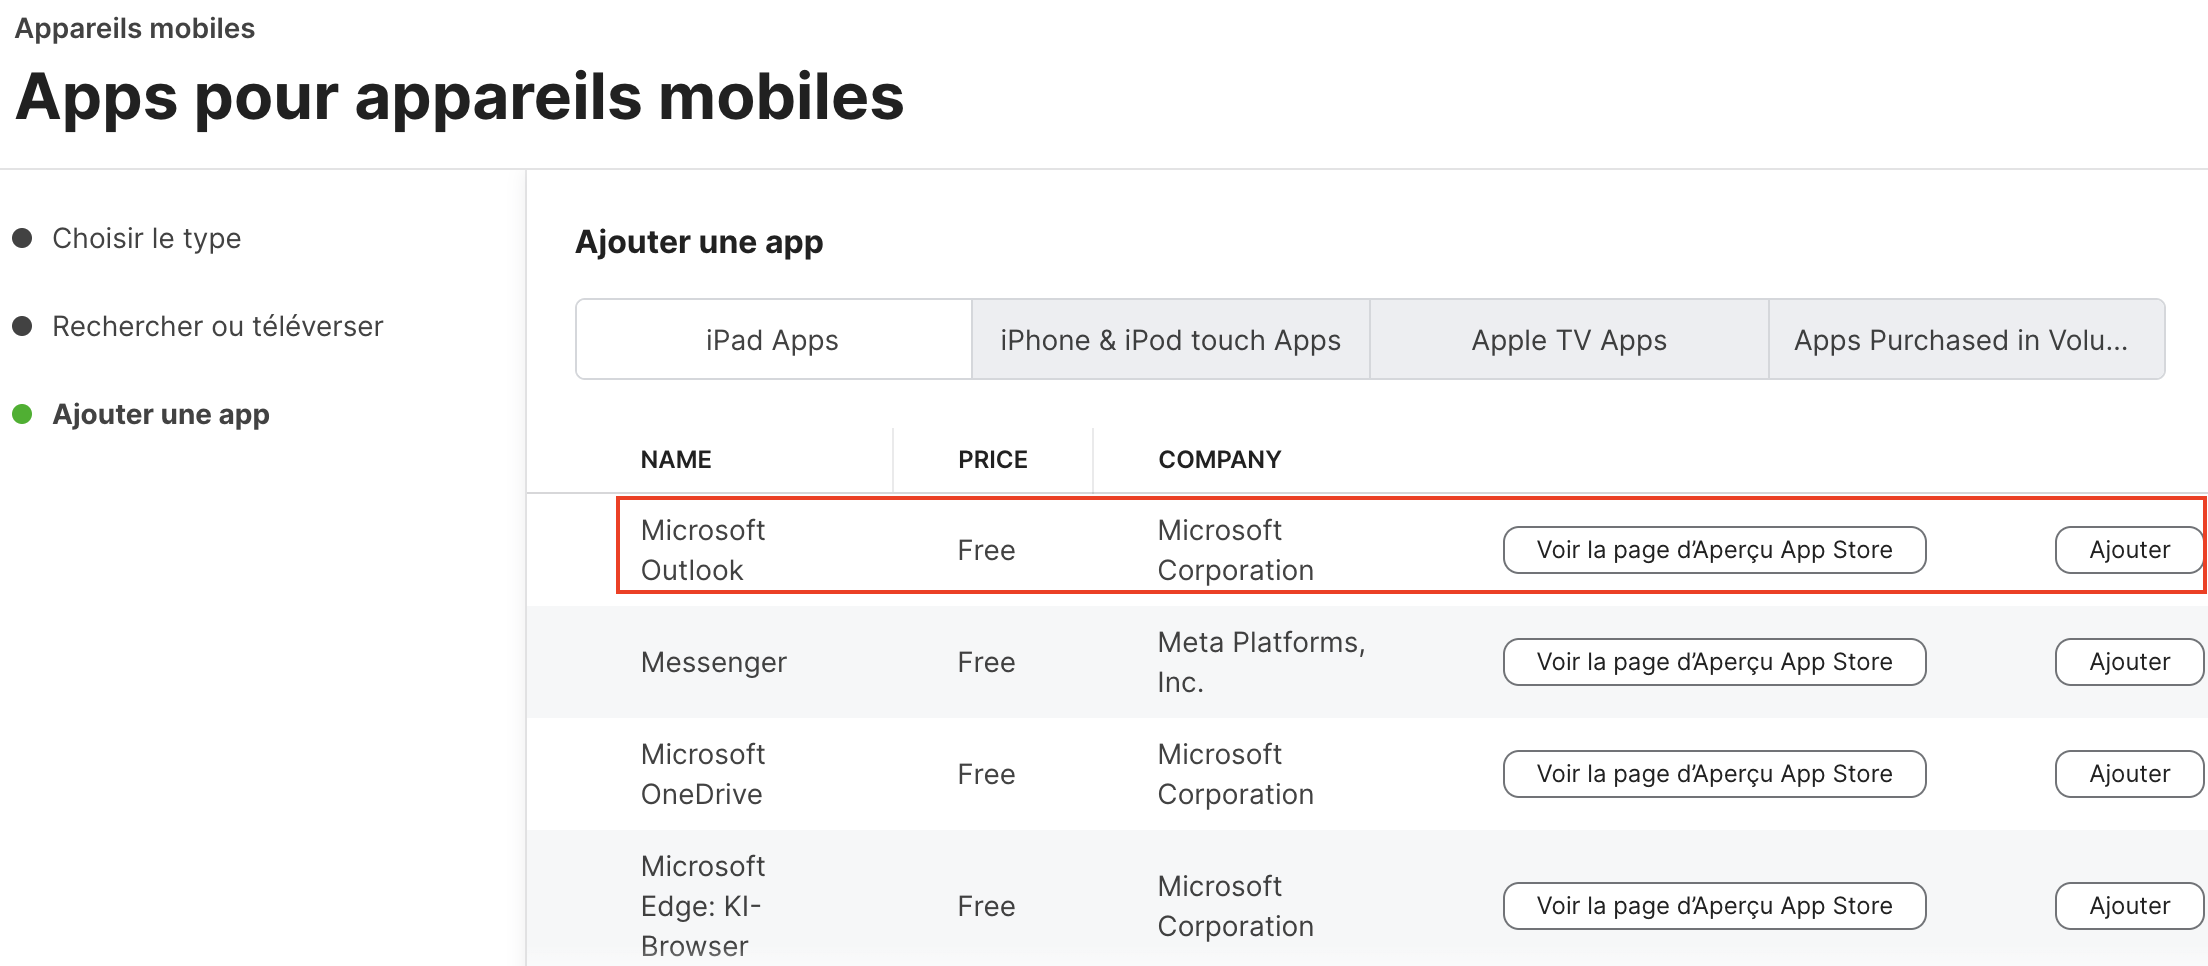 Appareils mobiles
Apps pour appareils mobiles
Choisir le type
Rechercher ou téléverser
Ajouter une app
Ajouter une app
iPad Apps
iPhone & iPod touch Apps
Apple TV Apps
Apps Purchased in Volu...
NAME
PRICE
COMPANY
Microsoft
Outlook
Free
Microsoft
Corporation
Voir la page d’Aperçu App Store
Ajouter
Messenger
Free
Meta Platforms,
Inc.
Voir la page d’Aperçu App Store
Ajouter
Microsoft
OneDrive
Free
Microsoft
Corporation
Voir la page d’Aperçu App Store
Ajouter
Microsoft
Edge: KI-
Browser
Free
Microsoft
Corporation
Voir la page d’Aperçu App Store
Ajouter